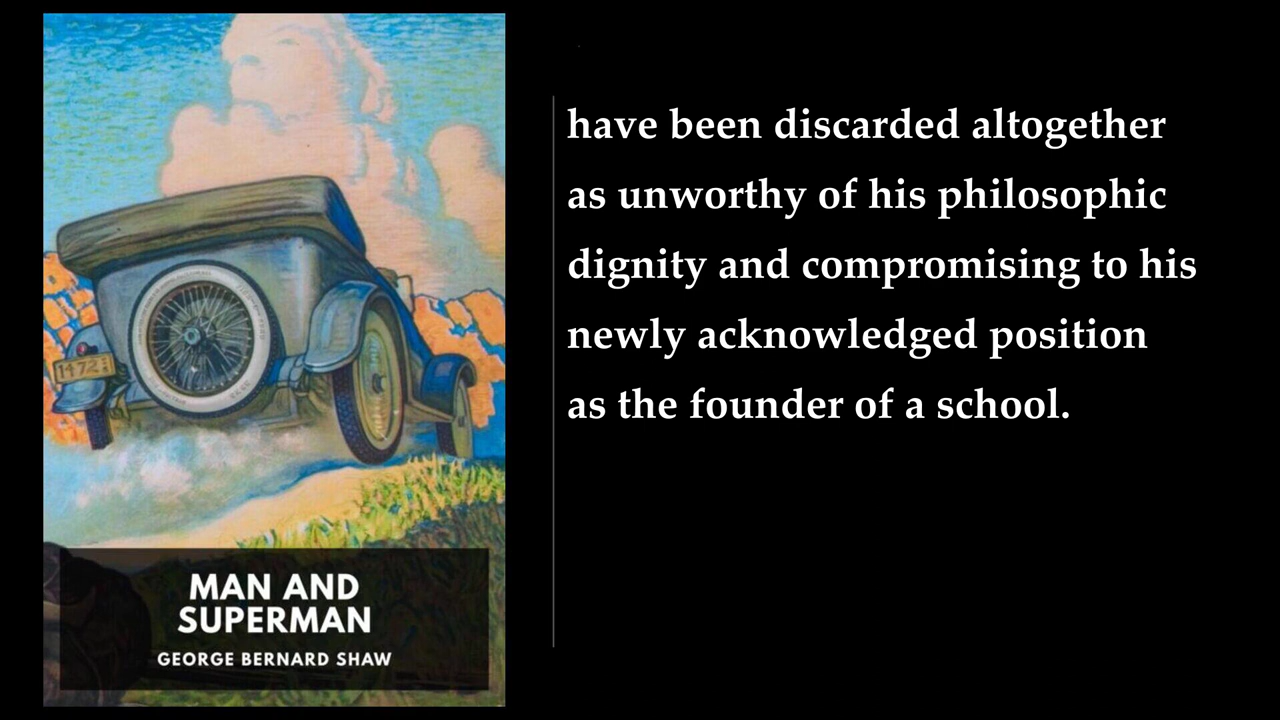 have been discarded altogether
as unworthy of his philosophic
dignity and compromising to his
newly acknowledged position
as the founder of a school.
1472
MAN AND
SUPERMAN
GEORGE BERNARD SHAW